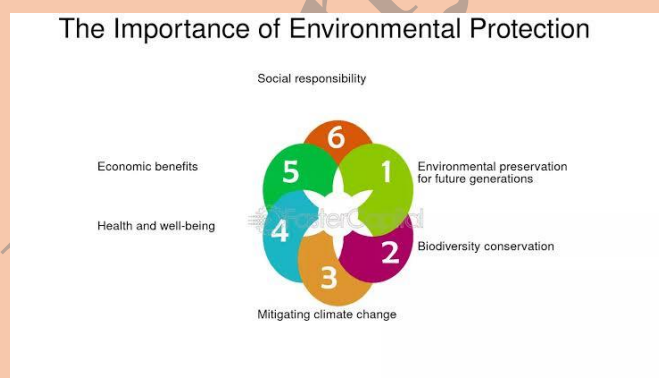 The Importance of Environmental Protection
Social responsibility
6
5
1
Economic benefits
Environmental preservation
for future generations
Health and well-being
4
2
Biodiversity conservation
3
Mitigating climate change
FasterCapital